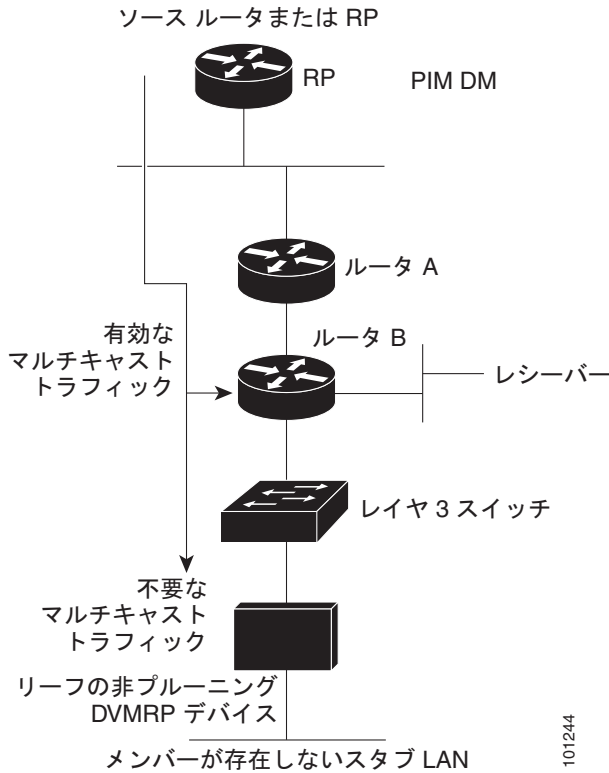 ソース ルータまたは RP
RP
PIM DM
ルータ A
ルータ B
有効な
マルチキャスト
トラフィック
レシーバー
レイヤ 3 スイッチ
不要な
マルチキャスト
トラフィック
リーフの非プルーニング
DVMRP デバイス
メンバーが存在しないスタブ LAN
101244